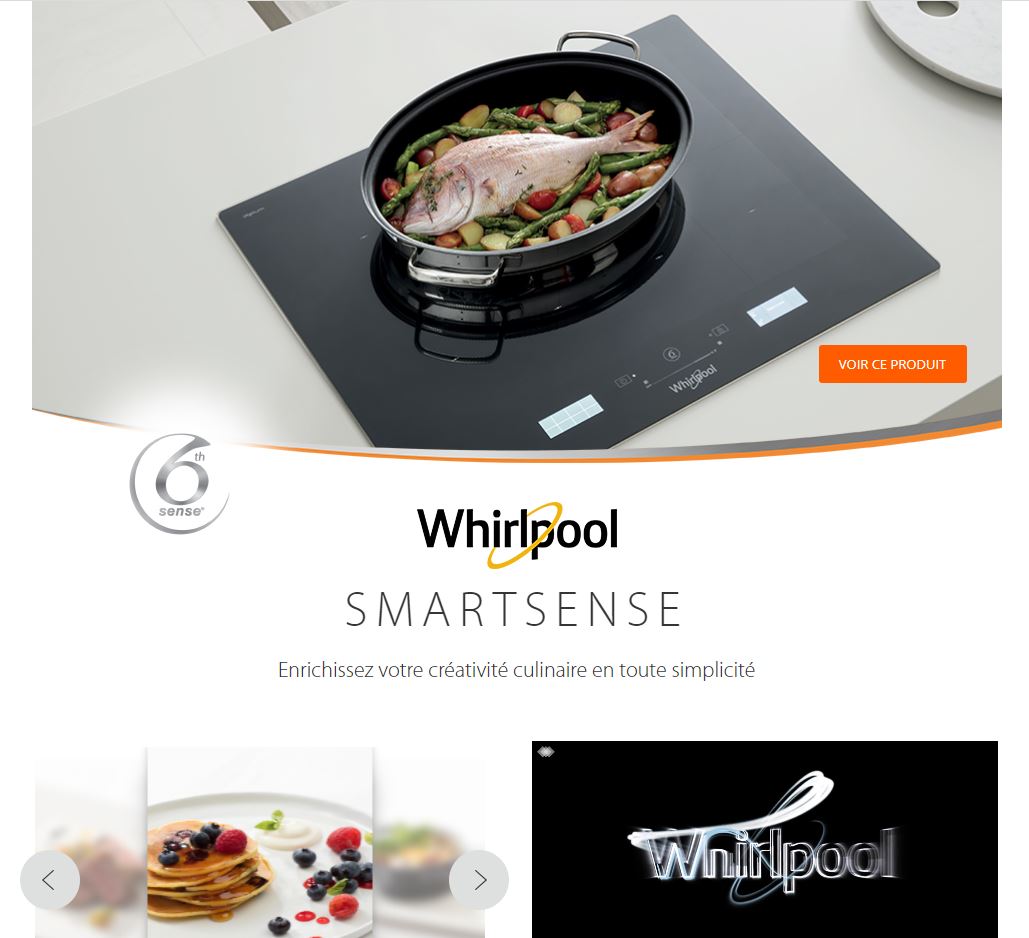 VOIR CE PRODUIT
Whirlpool
6th
sense®
Whirlpool
SMARTSENSE
Enrichissez votre créativité culinaire en toute simplicité
Whirlpool